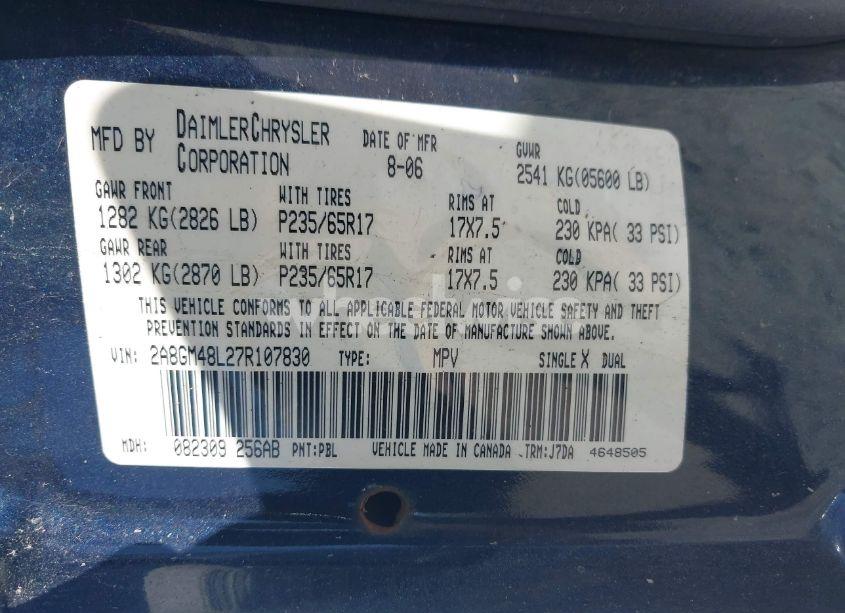 MFD BY DAIMLERCHRYSLER CORPORATION DATE OF MFR 8-06 GVWR 2541 KG(05600 LB)
GAWR FRONT WITH TIRES RIMS AT COLD
1282 KG(2826 LB) P235/65R17 17X7.5 230 KPA( 33 PSI)
GAWR REAR WITH TIRES RIMS AT COLD
1302 KG(2870 LB) P235/65R17 17X7.5 230 KPA( 33 PSI)
THIS VEHICLE CONFORMS TO ALL APPLICABLE FEDERAL MOTOR VEHICLE SAFETY AND THEFT
PREVENTION STANDARDS IN EFFECT ON THE DATE OF MANUFACTURE SHOWN ABOVE.
VIN: 2A8GM48L27R107830 TYPE: MPV SINGLE X DUAL
MDH: 082309 256AB PNT:PBL VEHICLE MADE IN CANADA .TRM:J7DA 4648505